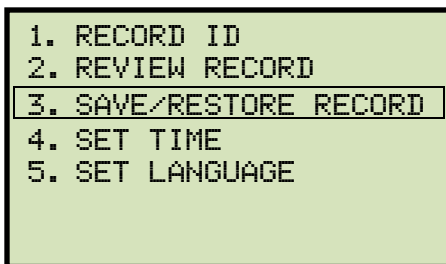 1. RECORD ID
2. REVIEW RECORD
3. SAVE/RESTORE RECORD
4. SET TIME
5. SET LANGUAGE